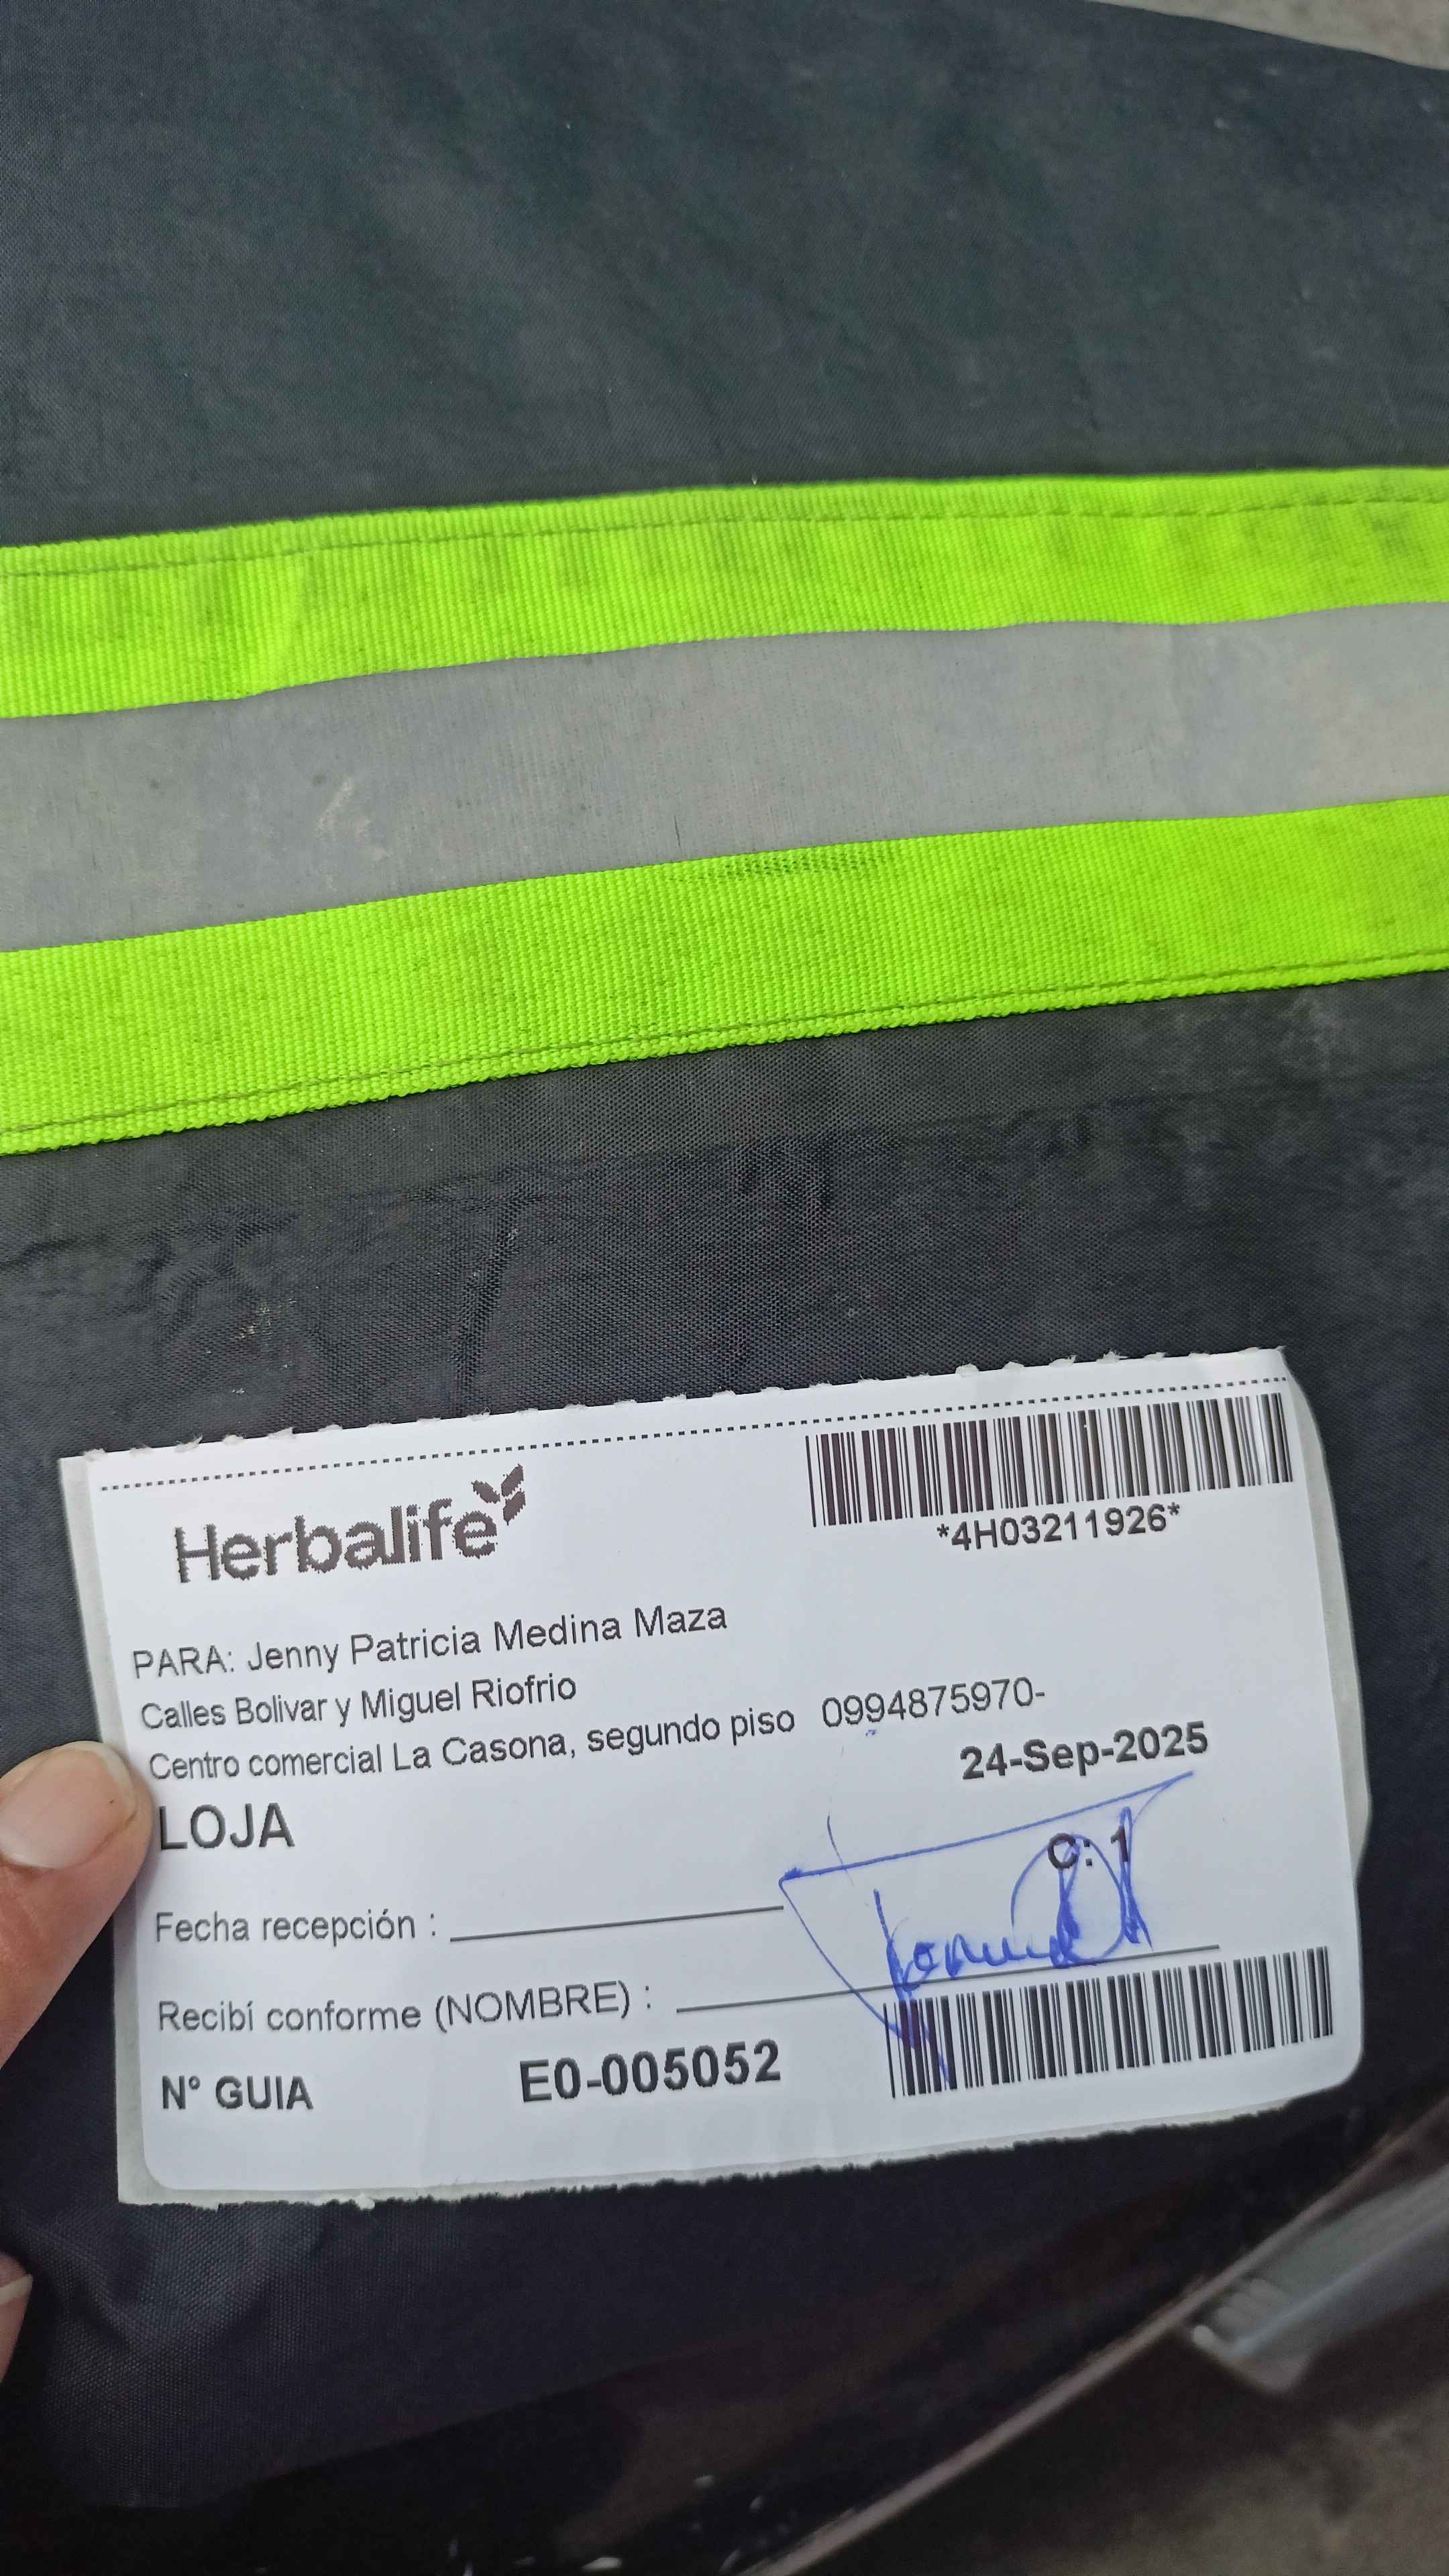 Herbalife
*4H03211926*
PARA: Jenny Patricia Medina Maza
Calles Bolivar y Miguel Riofrio
Centro comercial La Casona, segundo piso 0994875970-
24-Sep-2025
LOJA
C: 1
Fecha recepción :
Recibí conforme (NOMBRE) :
N° GUIA E0-005052